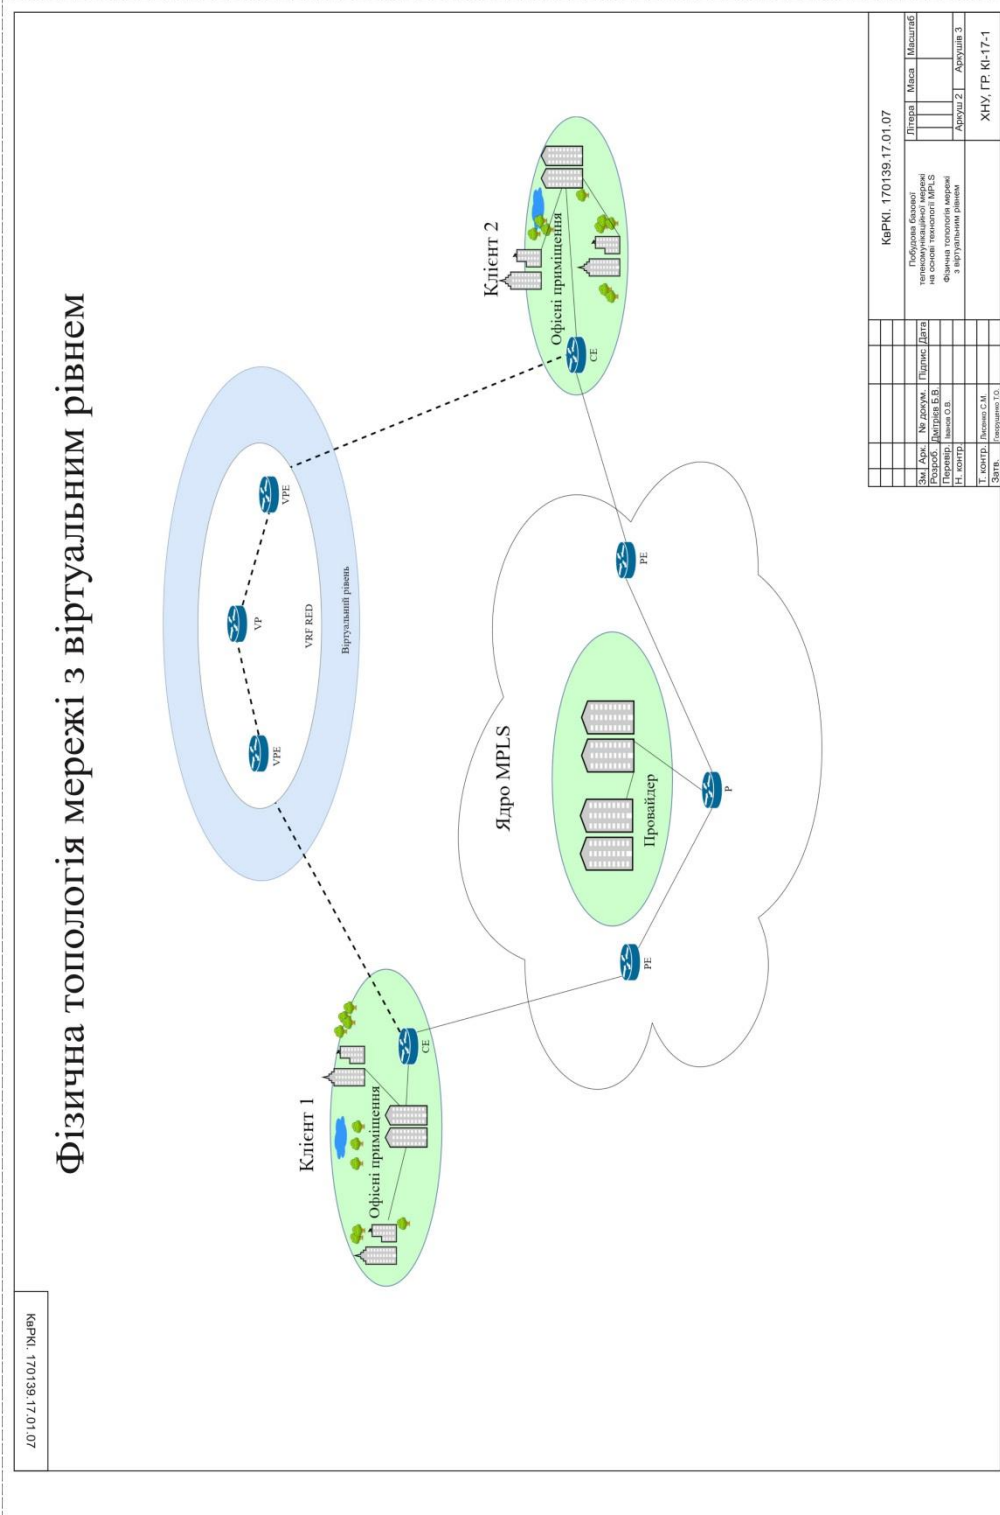 КвРКІ. 170139.17.01.07
Фізична топологія мережі з віртуальним рівнем
VPE
VP
VPE
VRF RED
Віртуальний рівень
Клієнт 1
Офісні приміщення
CE
Клієнт 2
Офісні приміщення
CE
Ядро MPLS
Провайдер
PE
P
PE
КвРКІ. 170139.17.01.07
Зм.
Арк.
№ докум.
Підпис
Дата
Розроб.
Дмітрієв Б.В.
Перевір.
Іванов О.В.
Н. контр.
Т. контр.
Лисенко С.М.
Затв.
Говорущенко Т.О.
Побудова базової
телекомунікаційної мережі
на основі технології MPLS
Фізична топологія мережі
з віртуальним рівнем
Літера
Маса
Масштаб
Аркуш 2
Аркушів 3
ХНУ, ГР. КІ-17-1